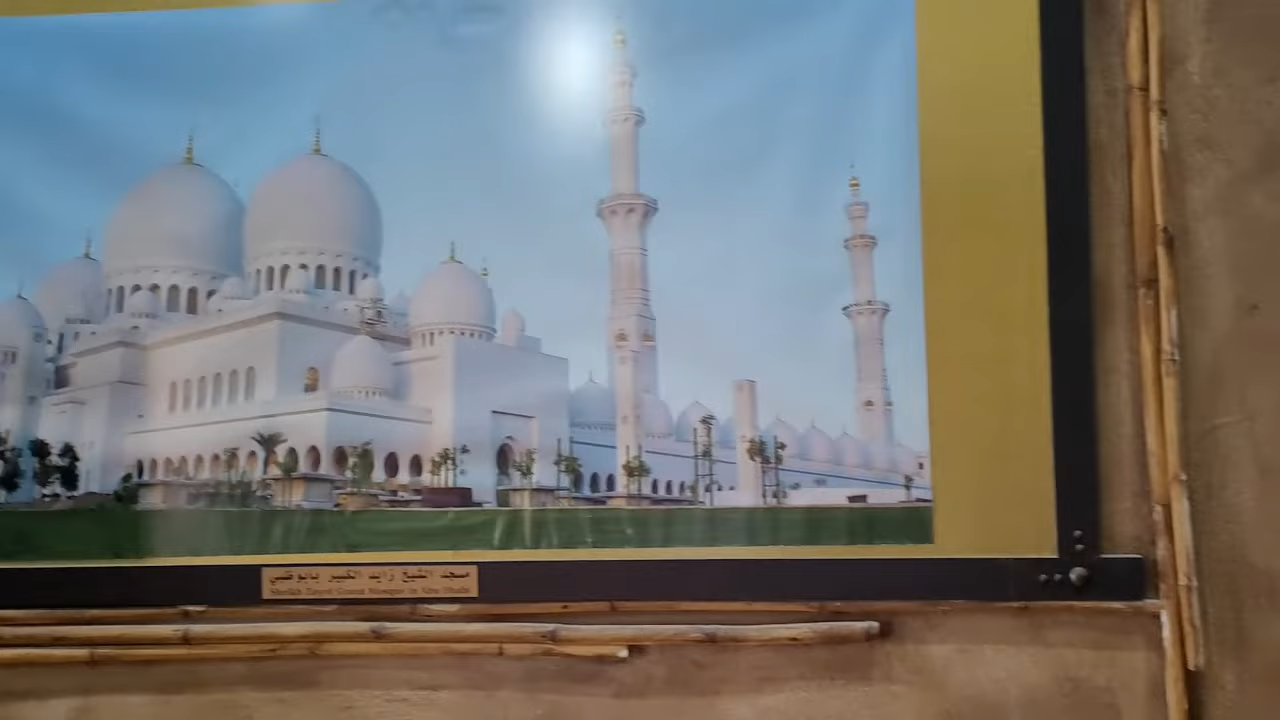 مسجد الشيخ زايد الكبير بابوظبي
Sheikh Zayed Grand Mosque in Abu Dhabi